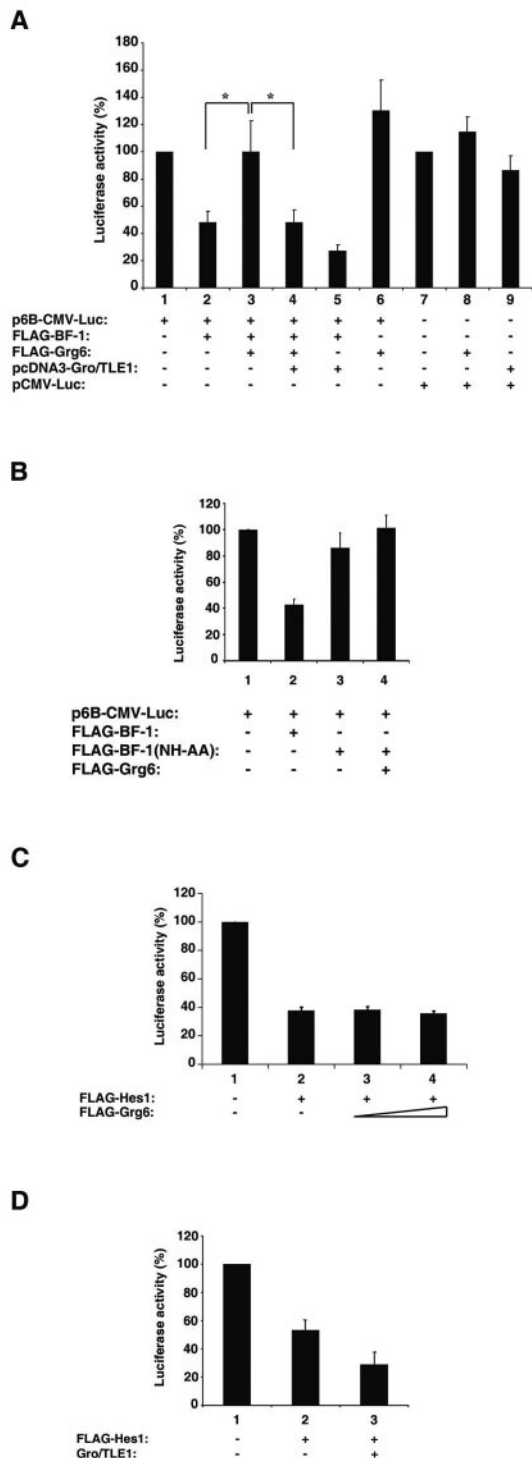 A
Luciferase activity (%)
180
160
140
120
100
80
60
40
20
0
* *
1 2 3 4 5 6 7 8 9
p6B-CMV-Luc: + + + + + + - - -
FLAG-BF-1: - + + + + - - - -
FLAG-Grg6: - - + + - + - + -
pcDNA3-Gro/TLE1: - - - + + - - - +
pCMV-Luc: - - - - - - + + +
B
Luciferase activity (%)
120
100
80
60
40
20
0
1 2 3 4
p6B-CMV-Luc: + + + +
FLAG-BF-1: - + - -
FLAG-BF-1(NH-AA): - - + +
FLAG-Grg6: - - - +
C
Luciferase activity (%)
120
100
80
60
40
20
0
1 2 3 4
FLAG-Hes1: - + + +
FLAG-Grg6: - -
D
Luciferase activity (%)
120
100
80
60
40
20
0
1 2 3
FLAG-Hes1: - + +
Gro/TLE1: - - +